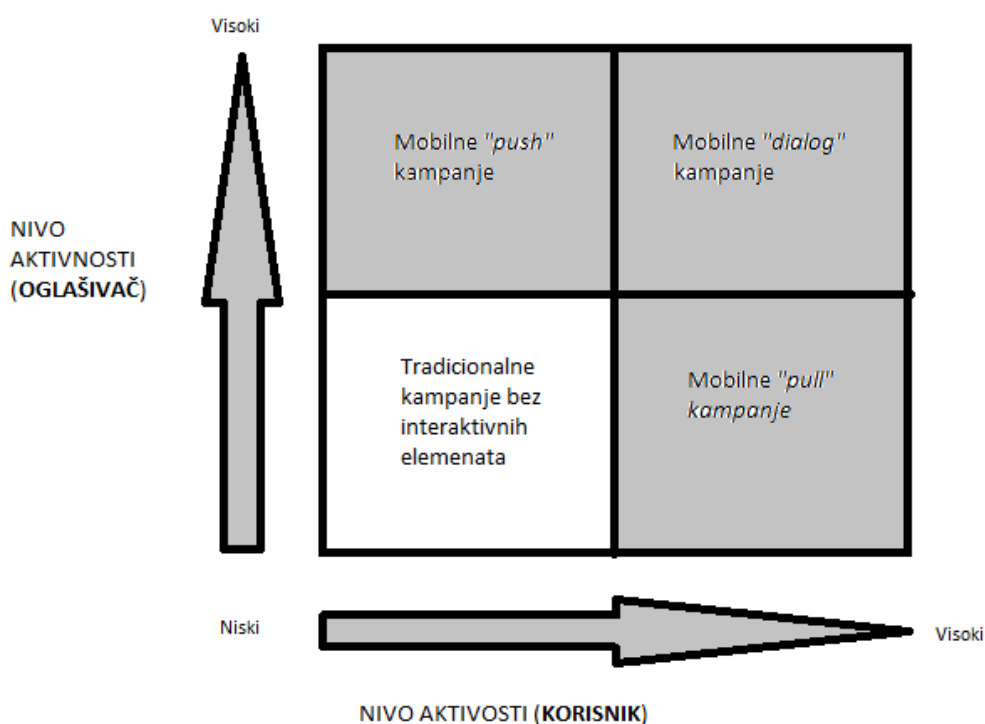 Visoki
Mobilne "push"
kampanje
Mobilne "dialog"
kampanje
NIVO
AKTIVNOSTI
(OGLAŠIVAČ)
Tradicionalne
kampanje bez
interaktivnih
elemenata
Mobilne "pull"
kampanje
Niski
Visoki
NIVO AKTIVOSTI (KORISNIK)